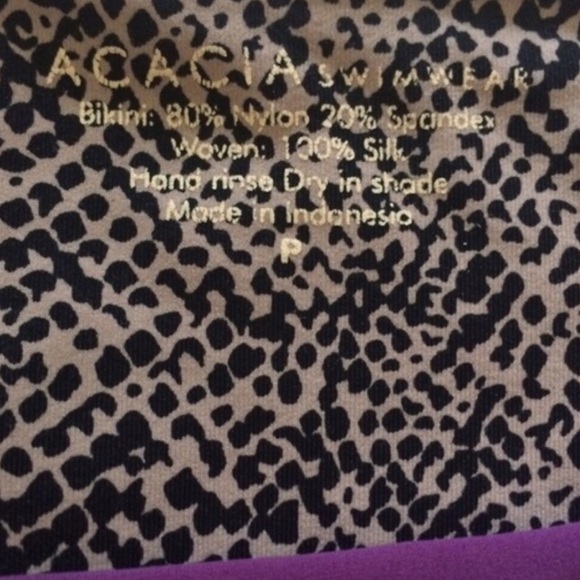 ACACIA SWIMWEAR
Bikini: 80% Nylon 20% Spandex
Woven: 100% Silk
Hand rinse Dry in shade
Made in Indonesia
P